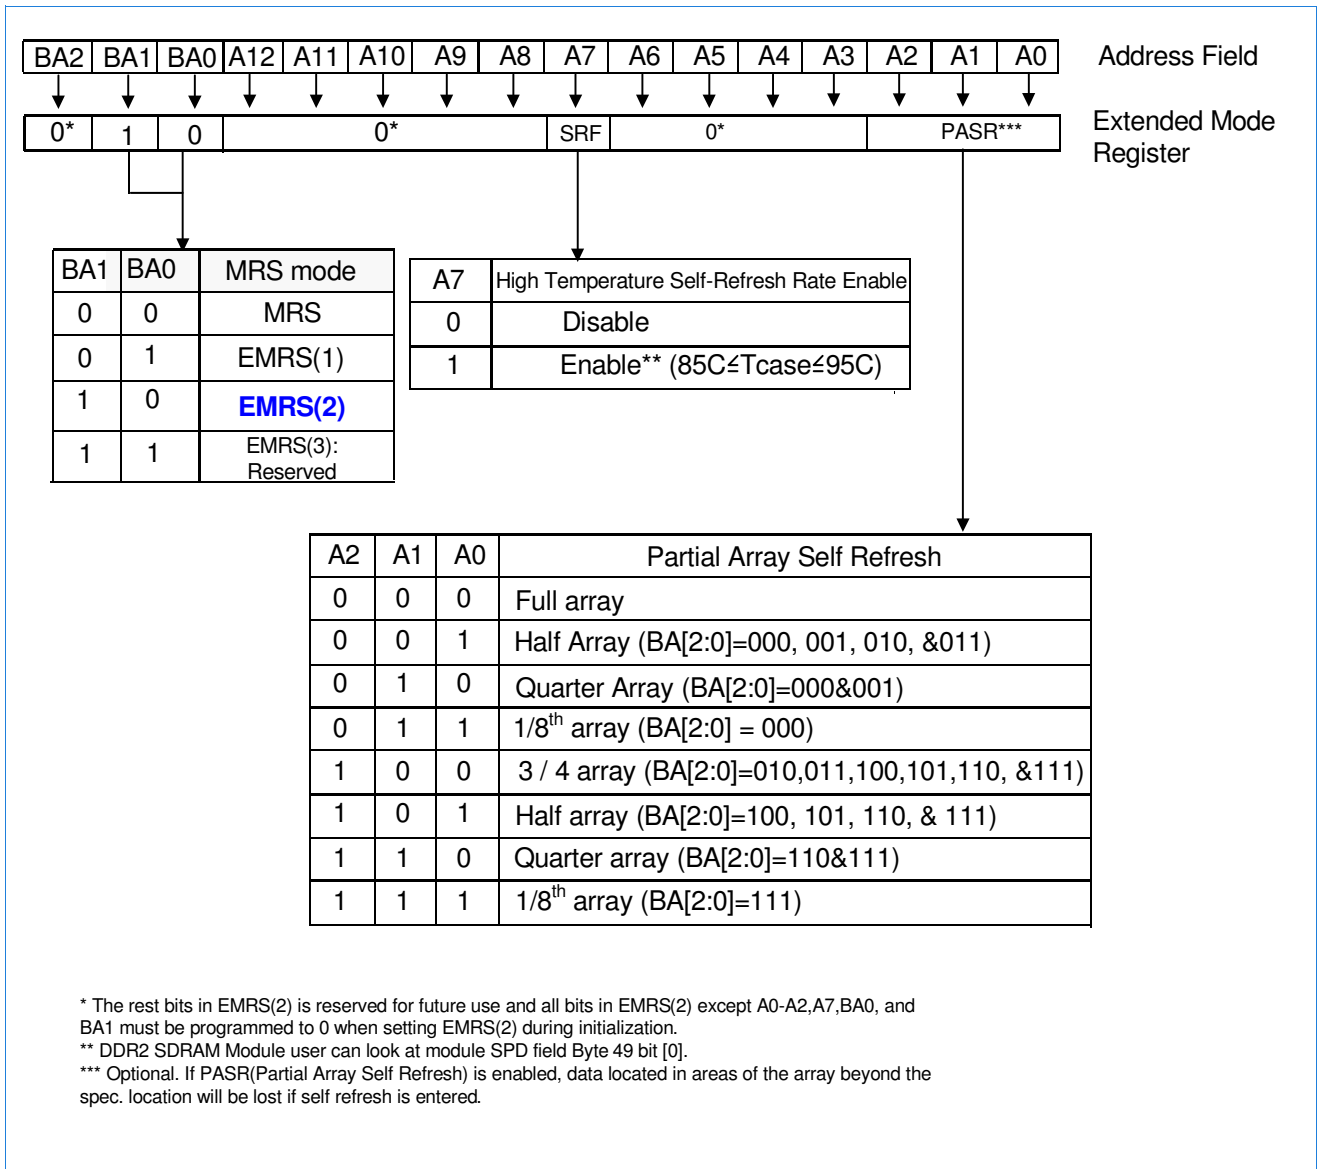 BA2 BA1 BA0 A12 A11 A10 A9 A8 A7 A6 A5 A4 A3 A2 A1 A0 Address Field
0* 1 0 0* SRF 0* PASR*** Extended Mode
Register
BA1 BA0 MRS mode
0 0 MRS
0 1 EMRS(1)
1 0 EMRS(2)
1 1 EMRS(3):
Reserved
A7 High Temperature Self-Refresh Rate Enable
0 Disable
1 Enable** (85C≤Tcase≤95C)
A2 A1 A0 Partial Array Self Refresh
0 0 0 Full array
0 0 1 Half Array (BA[2:0]=000, 001, 010, &011)
0 1 0 Quarter Array (BA[2:0]=000&001)
0 1 1 1/8th array (BA[2:0] = 000)
1 0 0 3 / 4 array (BA[2:0]=010,011,100,101,110, &111)
1 0 1 Half array (BA[2:0]=100, 101, 110, & 111)
1 1 0 Quarter array (BA[2:0]=110&111)
1 1 1 1/8th array (BA[2:0]=111)
* The rest bits in EMRS(2) is reserved for future use and all bits in EMRS(2) except A0-A2,A7,BA0, and
BA1 must be programmed to 0 when setting EMRS(2) during initialization.
** DDR2 SDRAM Module user can look at module SPD field Byte 49 bit [0].
*** Optional. If PASR(Partial Array Self Refresh) is enabled, data located in areas of the array beyond the
spec. location will be lost if self refresh is entered.